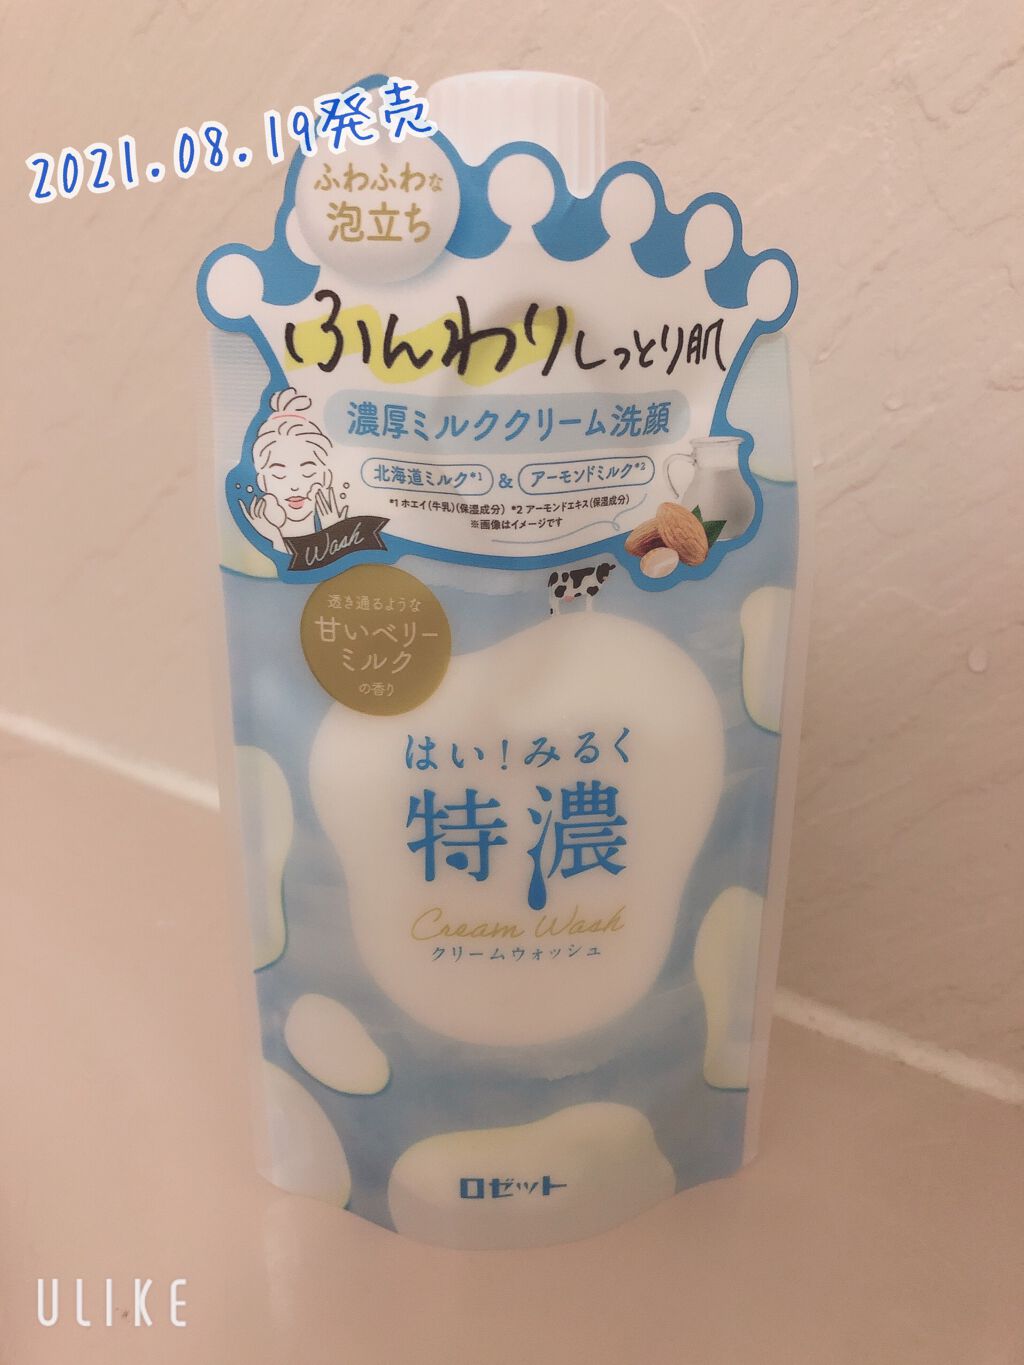 2021.08.19発売
ふわふわな
泡立ち
ふんわりしっとり肌
濃厚ミルククリーム洗顔
北海道ミルク*1 & アーモンドミルク*2
*1 ホエイ(牛乳)(保湿成分) *2 アーモンドエキス(保湿成分)
※画像はイメージです
Wash
透き通るような
甘いベリー
ミルク
の香り
はい!みるく
特濃
Cream Wash
クリームウォッシュ
ロゼット
ULIKE